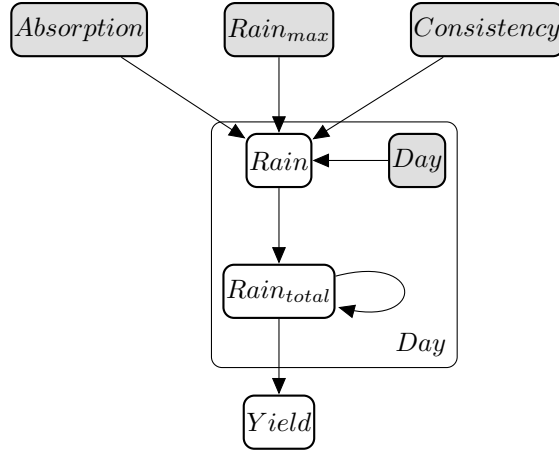 Absorption Rain_max Consistency
Rain Day
Rain_total
Day
Yield